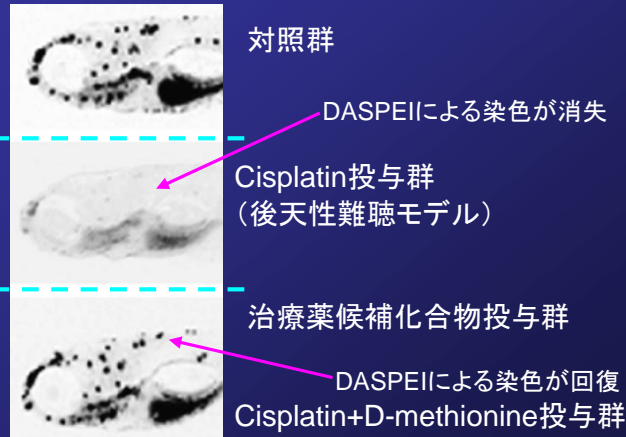 対照群
DASPEIによる染色が消失
Cisplatin投与群
（後天性難聴モデル）
治療薬候補化合物投与群
DASPEIによる染色が回復
Cisplatin+D-methionine投与群